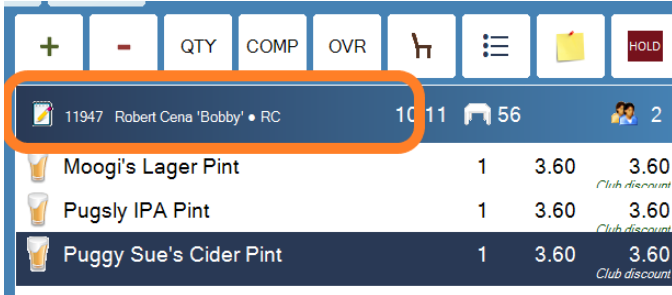 + - QTY COMP OVR HOLD
11947 Robert Cena 'Bobby' • RC 10:11 56 2
Moogi's Lager Pint 1 3.60 3.60
Club discount
Pugsly IPA Pint 1 3.60 3.60
Club discount
Puggy Sue's Cider Pint 1 3.60 3.60
Club discount